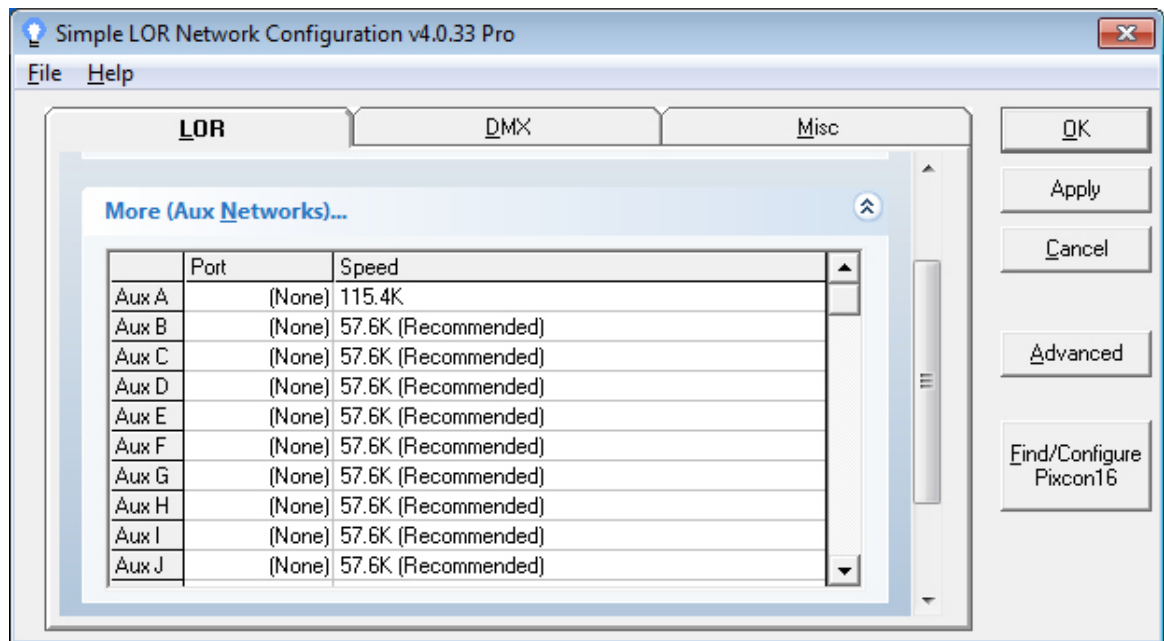 Simple LOR Network Configuration v4.0.33 Pro
File Help
LOR DMX Misc
OK
Apply
Cancel
Advanced
Find/Configure
Pixcon16
More (Aux Networks)...
Port Speed
Aux A (None) 115.4K
Aux B (None) 57.6K (Recommended)
Aux C (None) 57.6K (Recommended)
Aux D (None) 57.6K (Recommended)
Aux E (None) 57.6K (Recommended)
Aux F (None) 57.6K (Recommended)
Aux G (None) 57.6K (Recommended)
Aux H (None) 57.6K (Recommended)
Aux I (None) 57.6K (Recommended)
Aux J (None) 57.6K (Recommended)